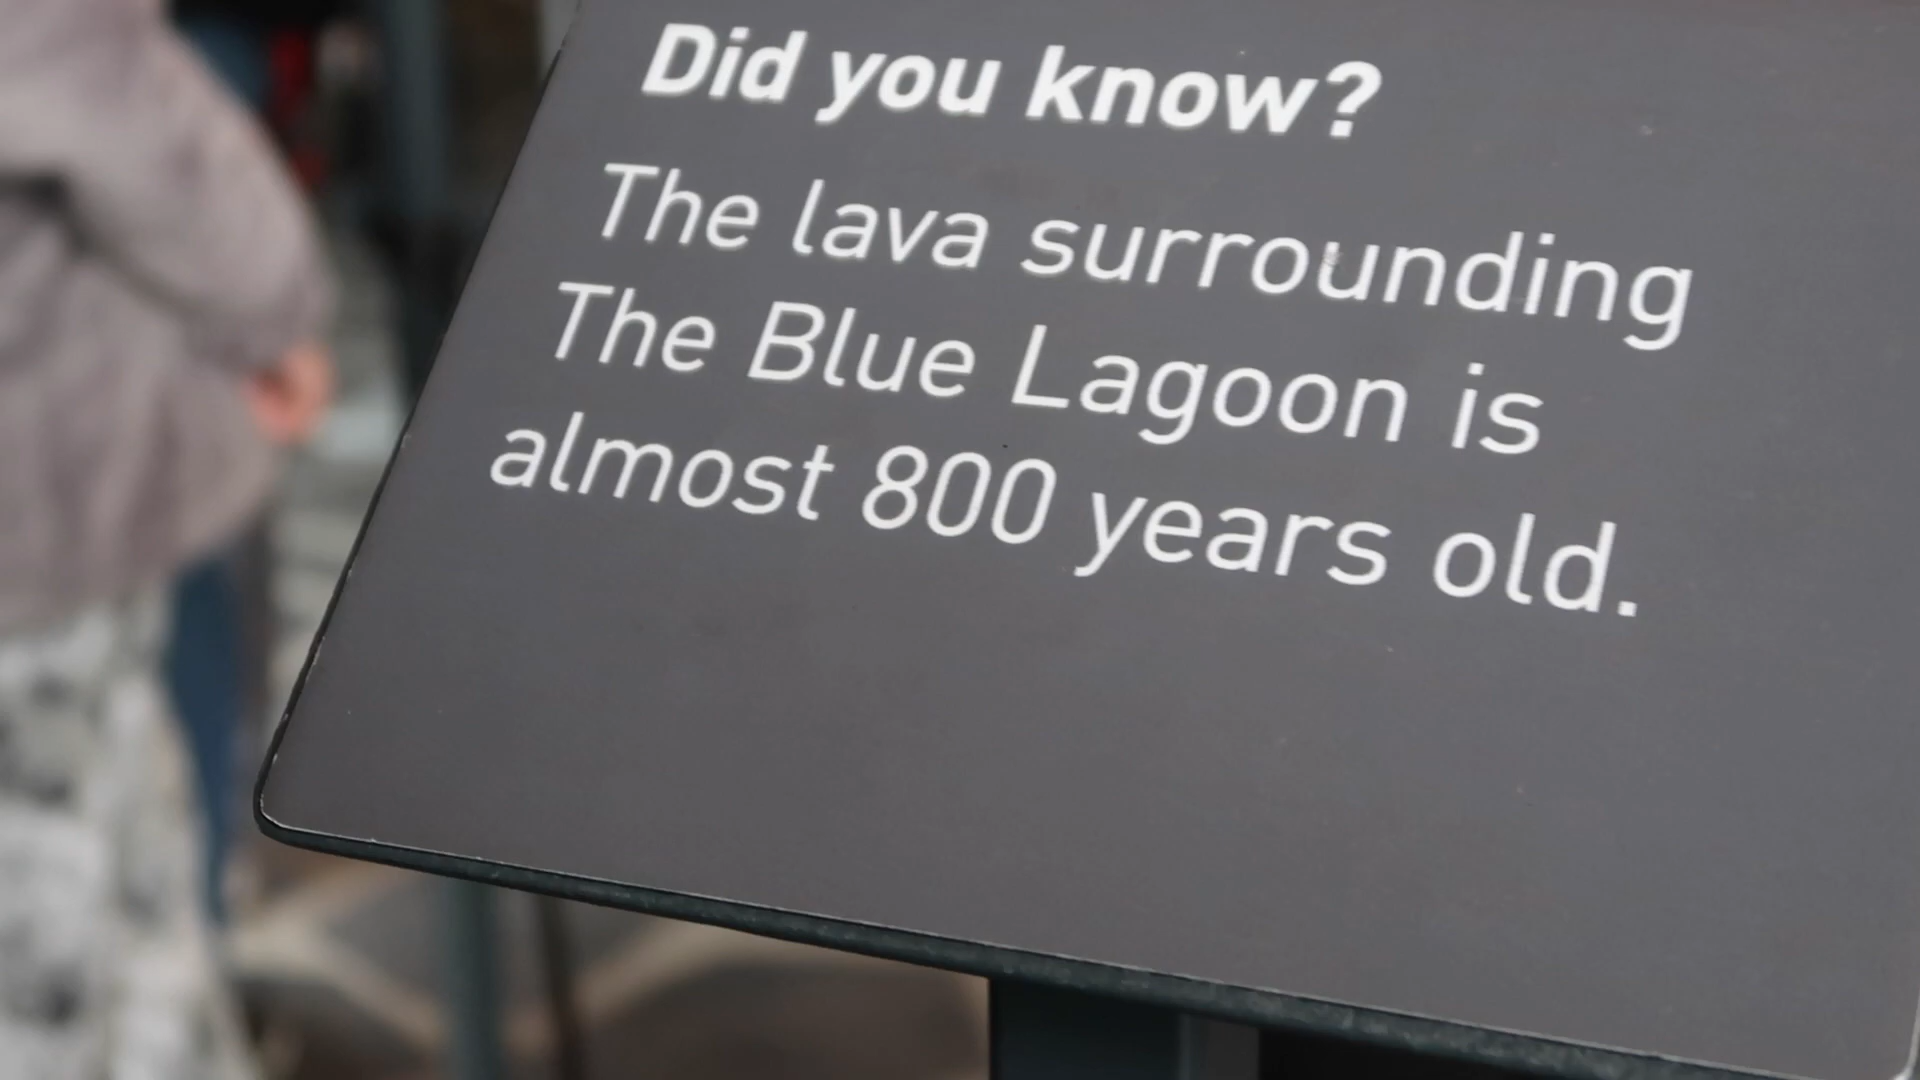 Did you know?
The lava surrounding
The Blue Lagoon is
almost 800 years old.